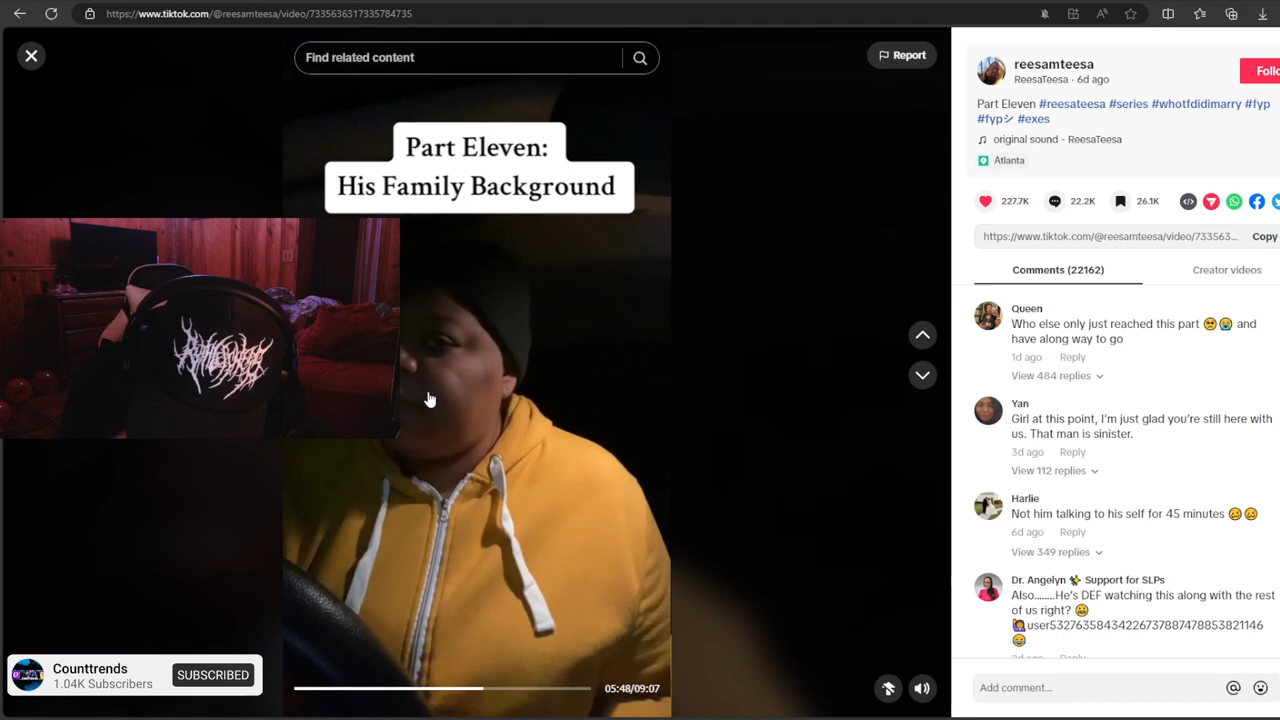 https://www.tiktok.com/@reesamteesa/video/7335636317335784735
Find related content
Report
Part Eleven:
His Family Background
reesamteesa
ReesaTeesa · 6d ago
Part Eleven #reesateesa #series #whotfdidimarry #fyp
#fypシ #exes
original sound - ReesaTeesa
Atlanta
227.7K
22.2K
26.1K
https://www.tiktok.com/@reesamteesa/video/73356363...
Copy
Comments (22162)
Creator videos
Queen
Who else only just reached this part 🥺😭 and
have along way to go
1d ago Reply
View 484 replies
Yan
Girl at this point, I'm just glad you're still here with
us. That man is sinister.
3d ago Reply
View 112 replies
Harlie
Not him talking to his self for 45 minutes 😖😖
6d ago Reply
View 349 replies
Dr. Angelyn ✨ Support for SLPs
Also........He's DEF watching this along with the rest
of us right? 😬
🙋user53276358434226737887478853821146
😂
Add comment...
Counttrends
1.04K Subscribers
SUBSCRIBED
05:48/09:07